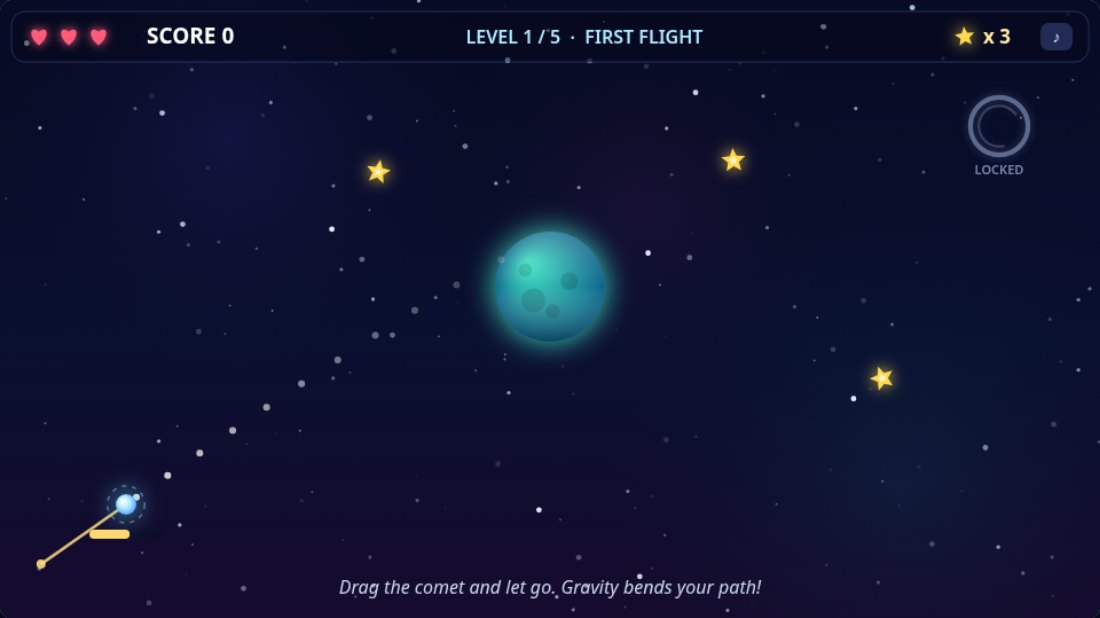 SCORE 0
LEVEL 1 / 5 · FIRST FLIGHT
x 3
♪
LOCKED
Drag the comet and let go. Gravity bends your path!